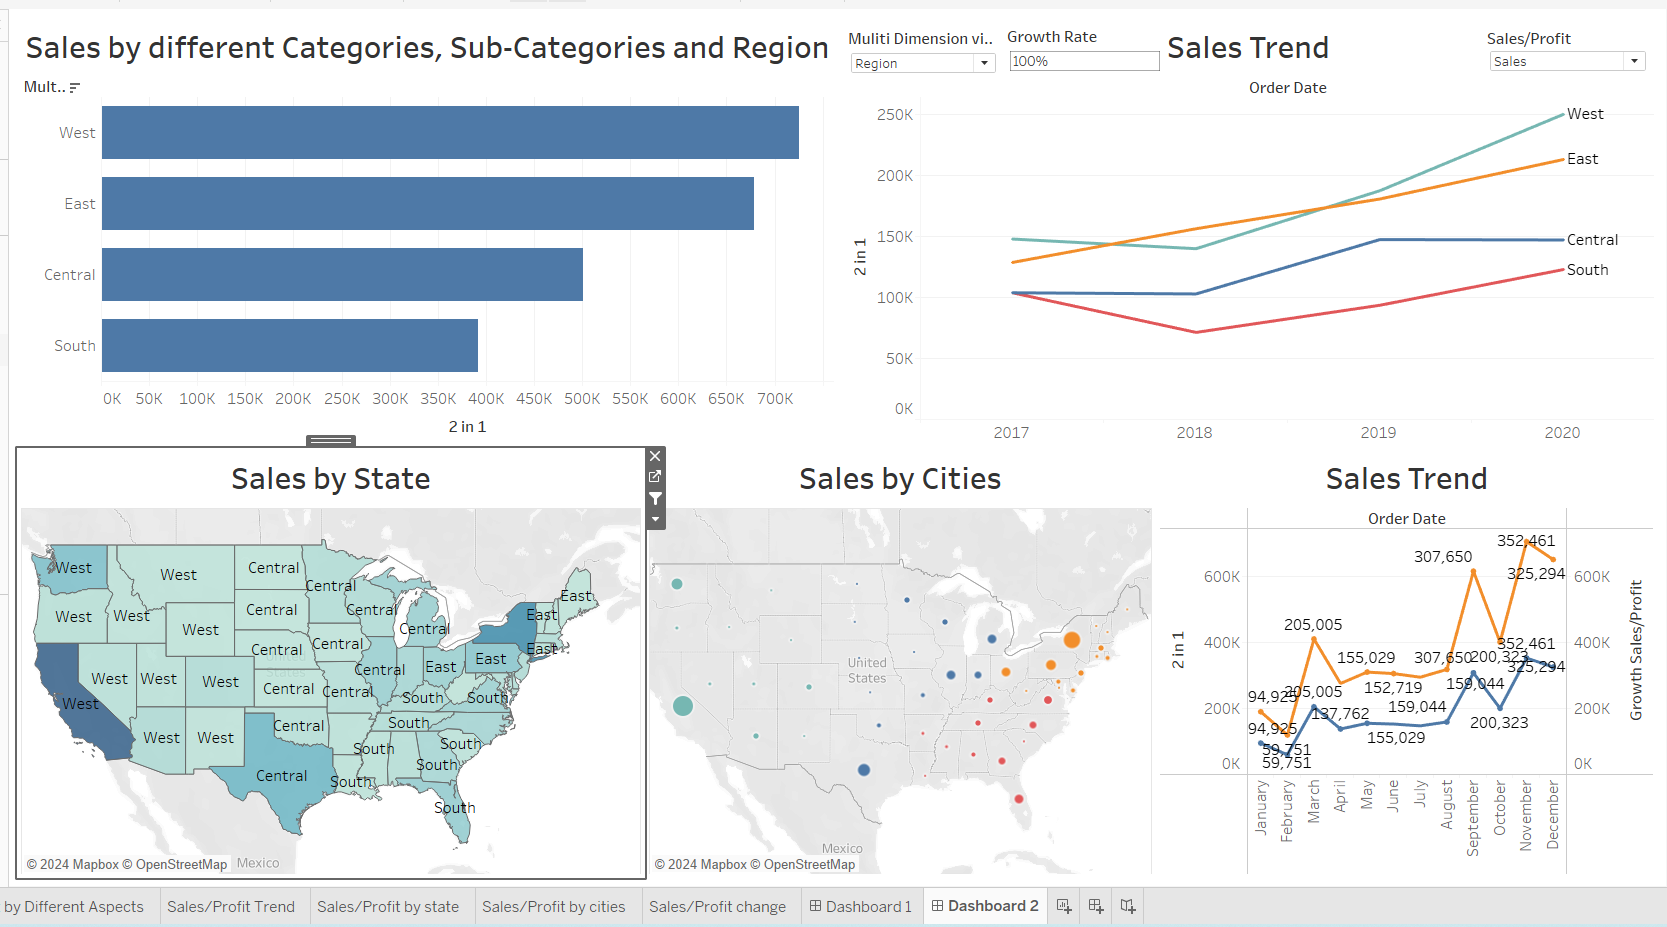 Sales by different Categories, Sub-Categories and Region
Muliti Dimension vi..
Region
Growth Rate
100%
Sales Trend
Sales/Profit
Sales
Mult..
West
East
Central
South
0K 50K 100K 150K 200K 250K 300K 350K 400K 450K 500K 550K 600K 650K 700K
2 in 1
Order Date
250K
200K
150K
100K
50K
0K
2 in 1
West
East
Central
South
2017 2018 2019 2020
Sales by State
West
West
Central
Central
East
West
West
West
Central
Central
Central
East
Central
Central
East
West
West
West
Central
Central
Central
East
East
West
South
South
West
West
Central
South
South
South
South
Central
South
South
United
States
© 2024 Mapbox © OpenStreetMap
Mexico
Sales by Cities
United
States
Mexico
© 2024 Mapbox © OpenStreetMap
Sales Trend
Order Date
600K
400K
200K
0K
2 in 1
352,461
307,650
325,294
205,005
155,029
307,650
200,323
352,461
325,294
94,925
205,005
152,719
159,044
159,044
94,925
137,762
155,029
200,323
59,751
59,751
600K
400K
200K
0K
Growth Sales/Profit
January
February
March
April
May
June
July
August
September
October
November
December
by Different Aspects
Sales/Profit Trend
Sales/Profit by state
Sales/Profit by cities
Sales/Profit change
Dashboard 1
Dashboard 2